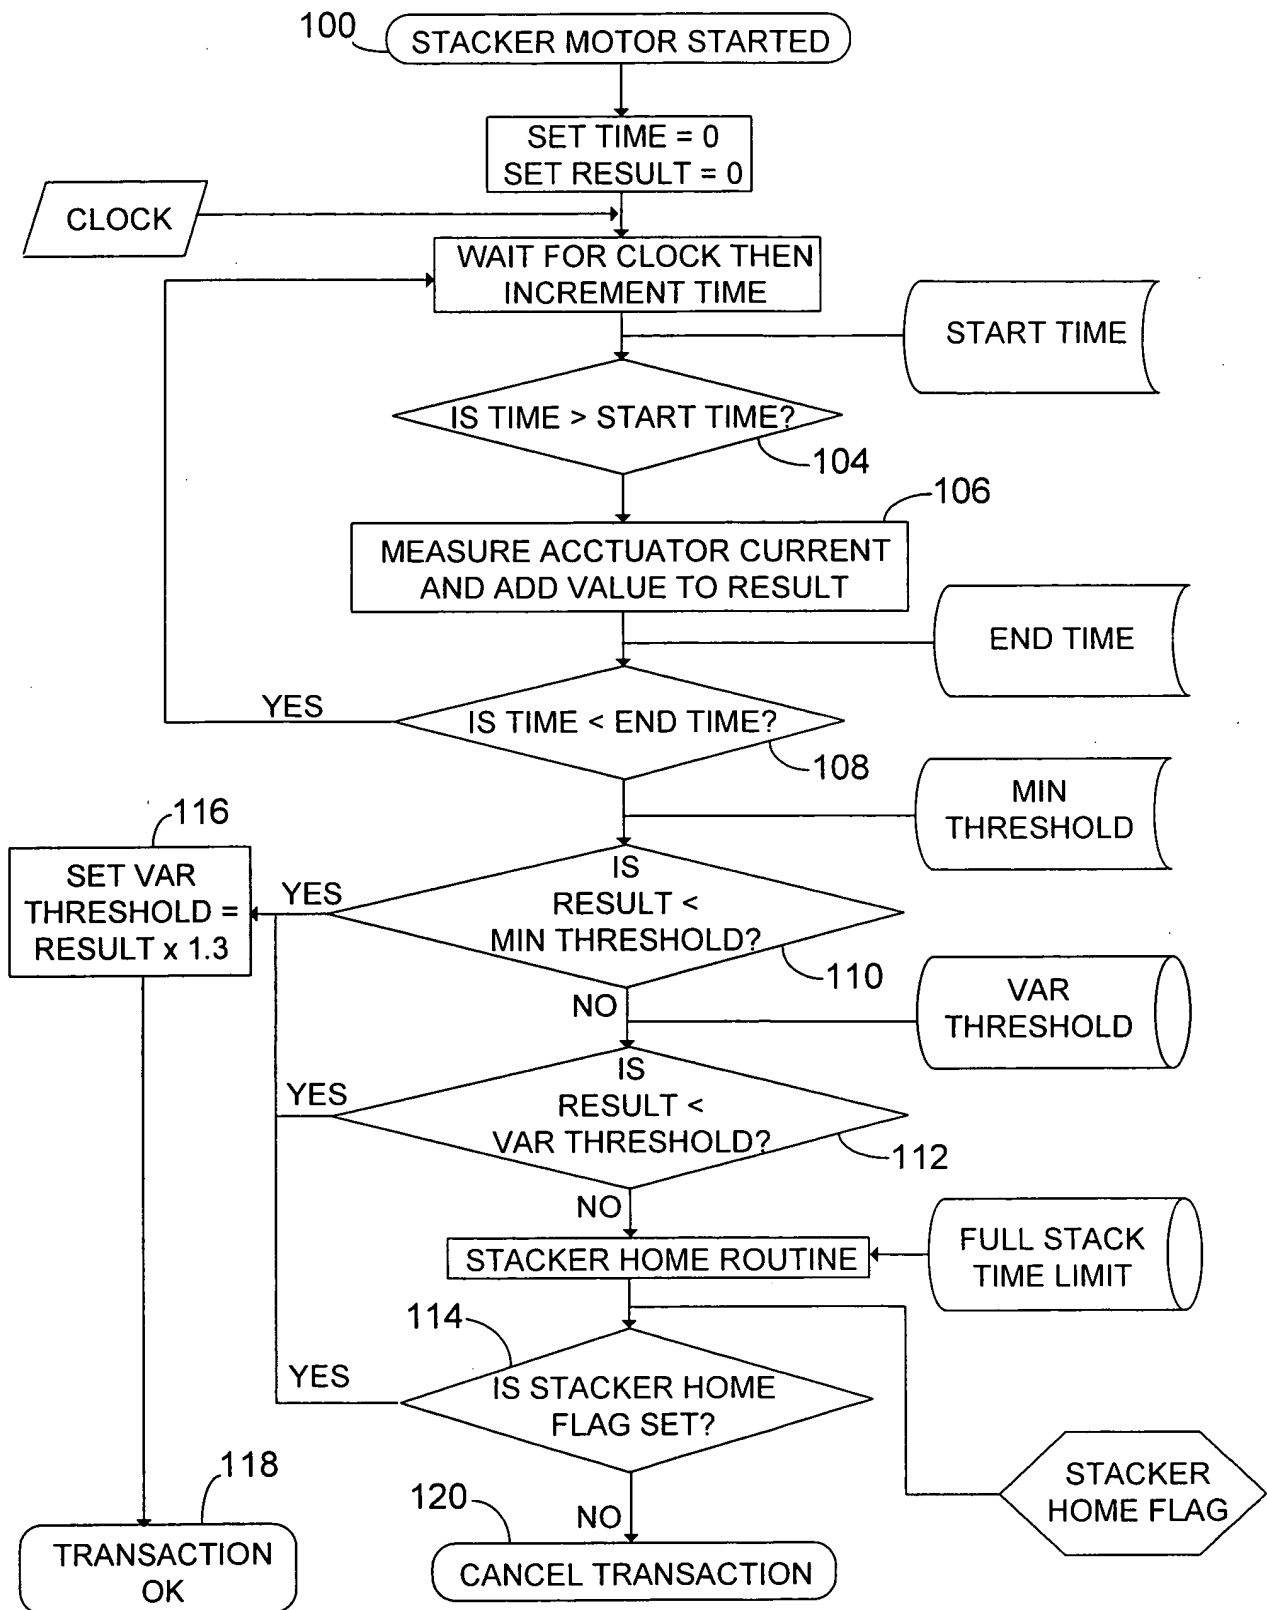 100
STACKER MOTOR STARTED
SET TIME = 0
SET RESULT = 0
CLOCK
WAIT FOR CLOCK THEN
INCREMENT TIME
START TIME
IS TIME > START TIME?
104
106
MEASURE ACCTUATOR CURRENT
AND ADD VALUE TO RESULT
END TIME
YES
IS TIME < END TIME?
108
MIN
THRESHOLD
116
SET VAR
THRESHOLD =
RESULT x 1.3
YES
IS
RESULT <
MIN THRESHOLD?
110
NO
VAR
THRESHOLD
YES
IS
RESULT <
VAR THRESHOLD?
112
NO
STACKER HOME ROUTINE
FULL STACK
TIME LIMIT
114
YES
IS STACKER HOME
FLAG SET?
STACKER
HOME FLAG
118
TRANSACTION
OK
120
NO
CANCEL TRANSACTION